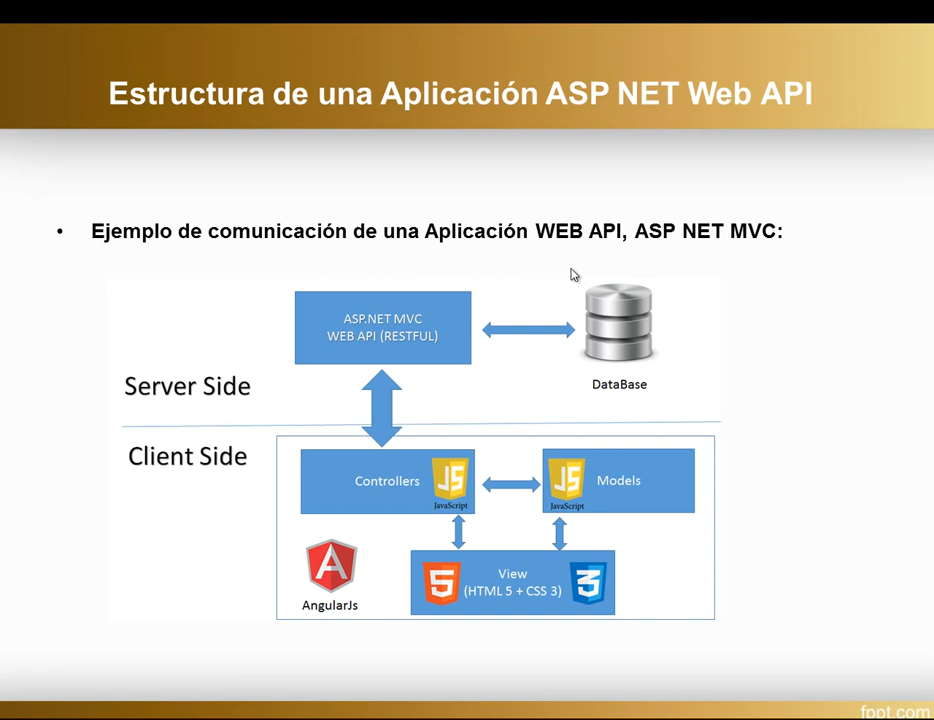 Estructura de una Aplicación ASP NET Web API
• Ejemplo de comunicación de una Aplicación WEB API, ASP NET MVC:
ASP.NET MVC
WEB API (RESTFUL)
DataBase
Server Side
Client Side
Controllers
JS
JavaScript
JS
JavaScript
Models
A
AngularJs
5
View
(HTML 5 + CSS 3)
3
fppt.com